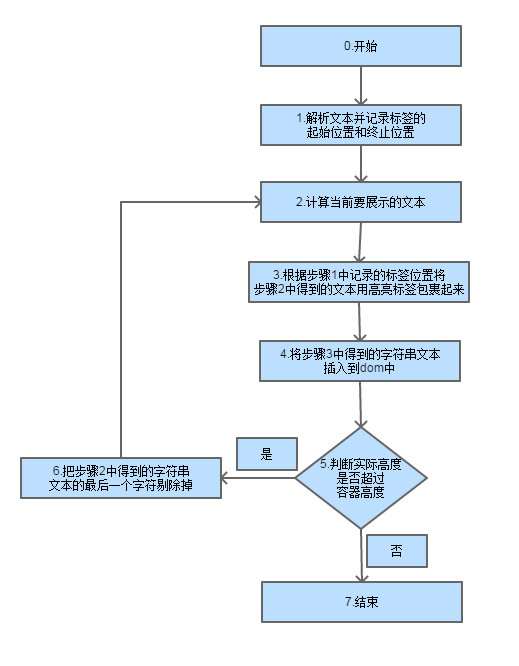 0.开始
1.解析文本并记录标签的
起始位置和终止位置
2.计算当前要展示的文本
3.根据步骤1中记录的标签位置将
步骤2中得到的文本用高亮标签包裹起来
4.将步骤3中得到的字符串文本
插入到dom中
5.判断实际高度
是否超过
容器高度
是
6.把步骤2中得到的字符串
文本的最后一个字符剔除掉
否
7.结束